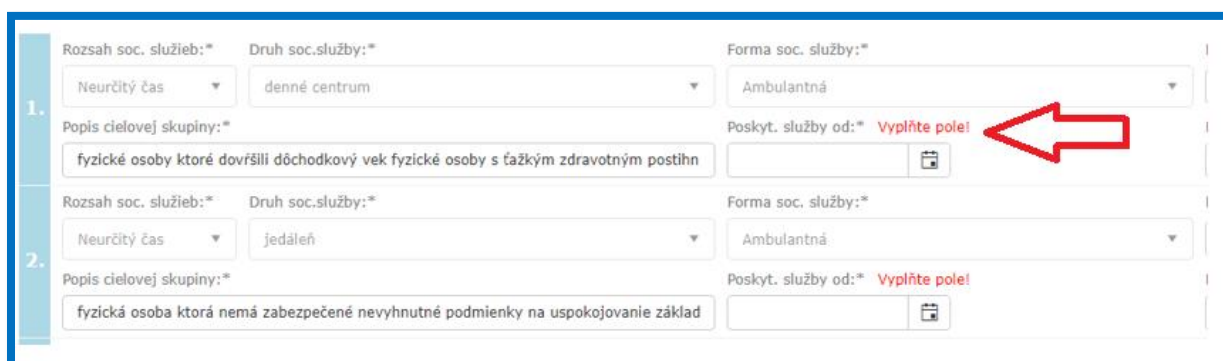 Rozsah soc. služieb:* Druh soc.služby:* Forma soc. služby:*
1. Neurčitý čas denné centrum Ambulantná
Popis cielovej skupiny:* Poskyt. služby od:* Vyplňte pole!
fyzické osoby ktoré dovŕšili dôchodkový vek fyzické osoby s ťažkým zdravotným postihn
Rozsah soc. služieb:* Druh soc.služby:* Forma soc. služby:*
2. Neurčitý čas jedáleň Ambulantná
Popis cielovej skupiny:* Poskyt. služby od:* Vyplňte pole!
fyzická osoba ktorá nemá zabezpečené nevyhnutné podmienky na uspokojovanie základ